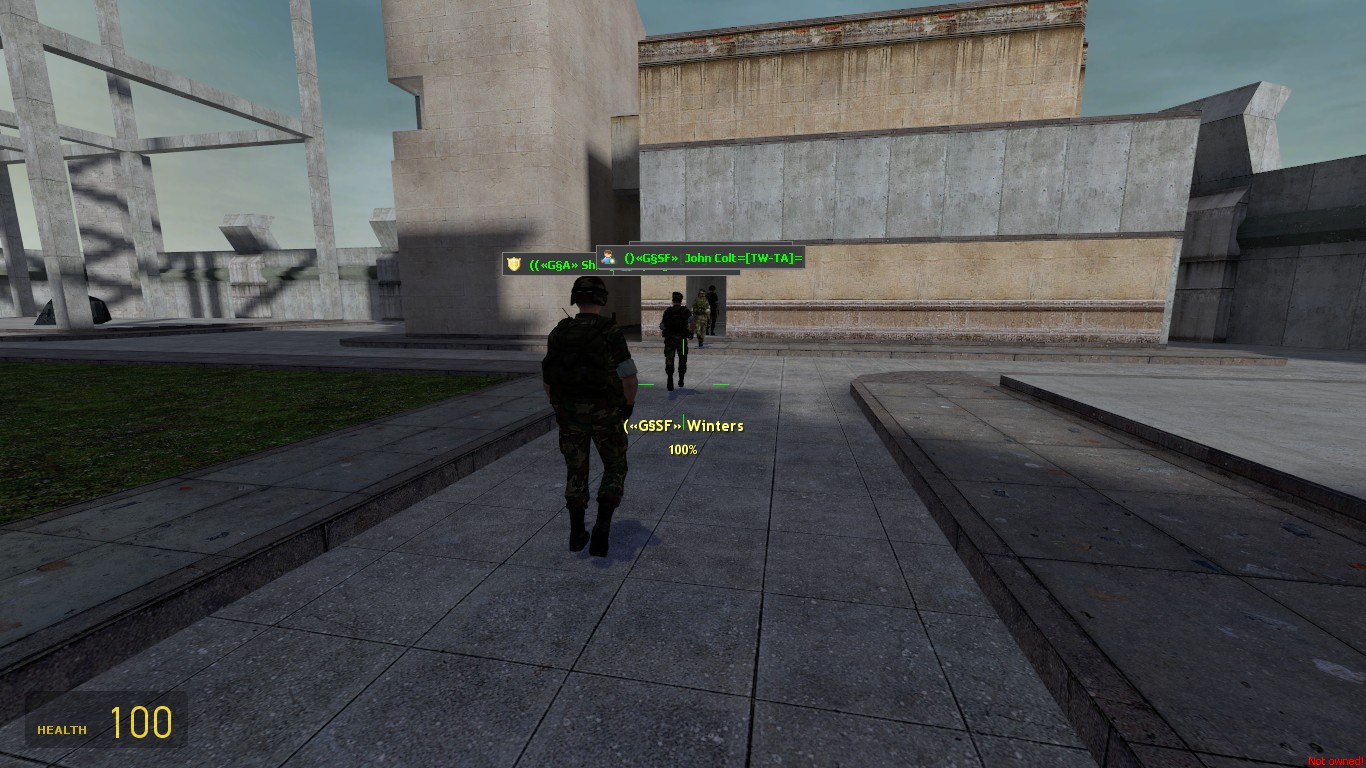 ((«G§A» Sh
()«G§SF» John Colt=[TW-TA]=
(«G§SF» Winters
100%
HEALTH 100
Not owned!